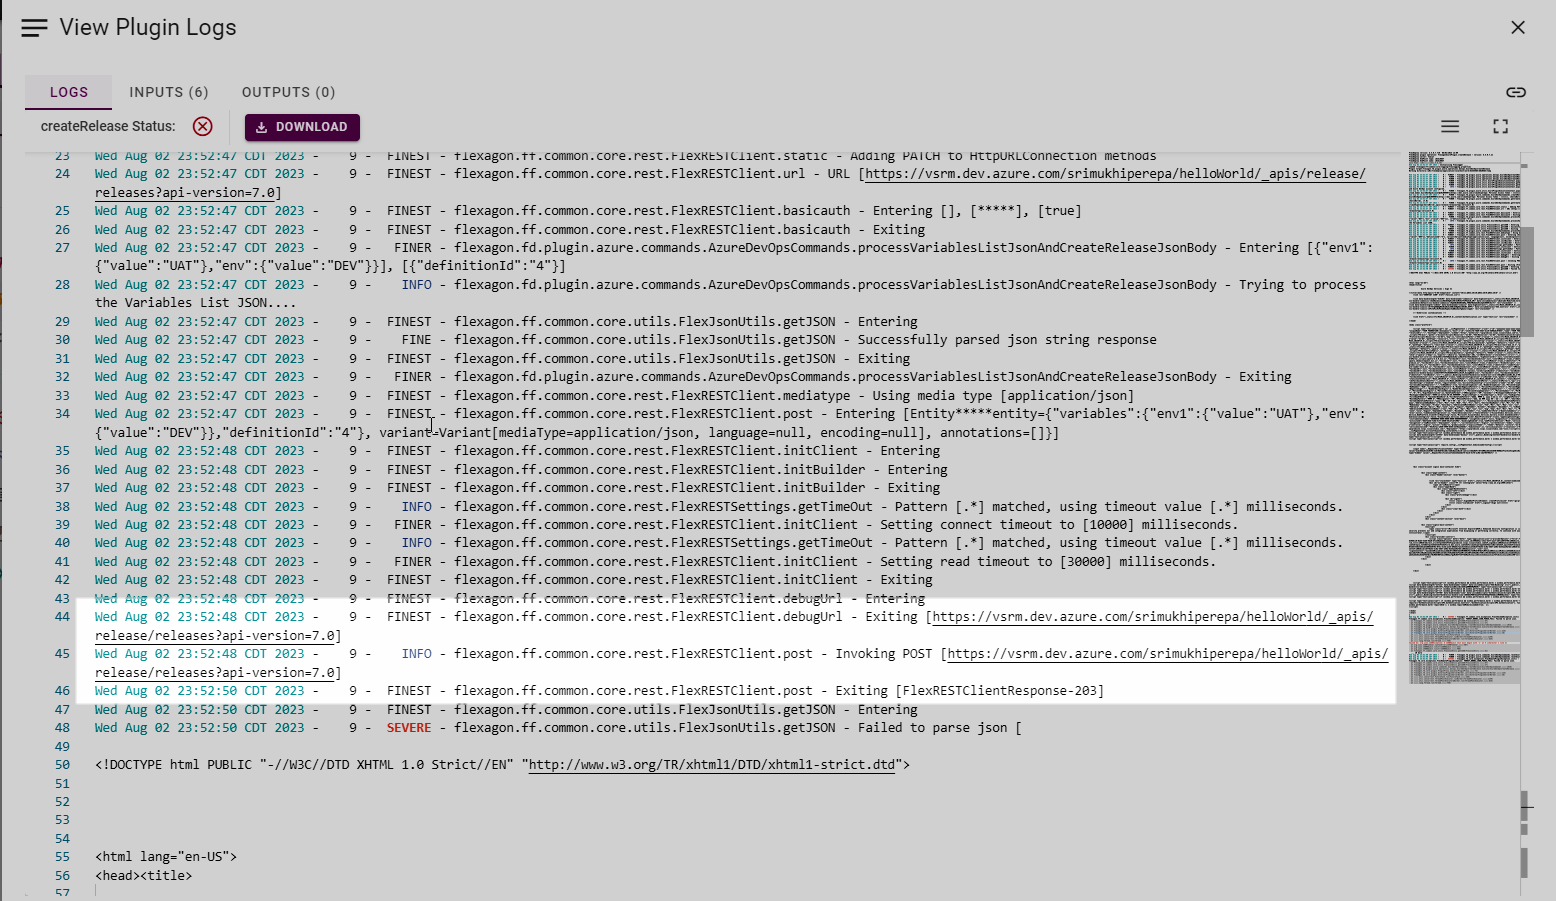 View Plugin Logs
LOGS INPUTS (6) OUTPUTS (0)
createRelease Status: DOWNLOAD
23 Wed Aug 02 23:52:47 CDT 2023 - 9 - FINEST - flexagon.ff.common.core.rest.FlexRESTClient.static - Adding PATCH to HttpURLConnection methods
24 Wed Aug 02 23:52:47 CDT 2023 - 9 - FINEST - flexagon.ff.common.core.rest.FlexRESTClient.url - URL [https://vsrm.dev.azure.com/srimukhiperepa/helloWorld/_apis/release/
releases?api-version=7.0]
25 Wed Aug 02 23:52:47 CDT 2023 - 9 - FINEST - flexagon.ff.common.core.rest.FlexRESTClient.basicauth - Entering [], [*****], [true]
26 Wed Aug 02 23:52:47 CDT 2023 - 9 - FINEST - flexagon.ff.common.core.rest.FlexRESTClient.basicauth - Exiting
27 Wed Aug 02 23:52:47 CDT 2023 - 9 - FINER - flexagon.fd.plugin.azure.commands.AzureDevOpsCommands.processVariablesListJsonAndCreateReleaseJsonBody - Entering [{"env1":
{"value":"UAT"},"env":{"value":"DEV"}}], [{"definitionId":"4"}]
28 Wed Aug 02 23:52:47 CDT 2023 - 9 - INFO - flexagon.fd.plugin.azure.commands.AzureDevOpsCommands.processVariablesListJsonAndCreateReleaseJsonBody - Trying to process
the Variables List JSON....
29 Wed Aug 02 23:52:47 CDT 2023 - 9 - FINEST - flexagon.ff.common.core.utils.FlexJsonUtils.getJSON - Entering
30 Wed Aug 02 23:52:47 CDT 2023 - 9 - FINE - flexagon.ff.common.core.utils.FlexJsonUtils.getJSON - Successfully parsed json string response
31 Wed Aug 02 23:52:47 CDT 2023 - 9 - FINEST - flexagon.ff.common.core.utils.FlexJsonUtils.getJSON - Exiting
32 Wed Aug 02 23:52:47 CDT 2023 - 9 - FINER - flexagon.fd.plugin.azure.commands.AzureDevOpsCommands.processVariablesListJsonAndCreateReleaseJsonBody - Exiting
33 Wed Aug 02 23:52:47 CDT 2023 - 9 - FINEST - flexagon.ff.common.core.rest.FlexRESTClient.mediatype - Using media type [application/json]
34 Wed Aug 02 23:52:47 CDT 2023 - 9 - FINEST - flexagon.ff.common.core.rest.FlexRESTClient.post - Entering [Entity*****entity={"variables":{"env1":{"value":"UAT"},"env":
{"value":"DEV"}},"definitionId":"4"}, variant=Variant[mediaType=application/json, language=null, encoding=null], annotations=[]}]
35 Wed Aug 02 23:52:48 CDT 2023 - 9 - FINEST - flexagon.ff.common.core.rest.FlexRESTClient.initClient - Entering
36 Wed Aug 02 23:52:48 CDT 2023 - 9 - FINEST - flexagon.ff.common.core.rest.FlexRESTClient.initBuilder - Entering
37 Wed Aug 02 23:52:48 CDT 2023 - 9 - FINEST - flexagon.ff.common.core.rest.FlexRESTClient.initBuilder - Exiting
38 Wed Aug 02 23:52:48 CDT 2023 - 9 - INFO - flexagon.ff.common.core.rest.FlexRESTSettings.getTimeOut - Pattern [.*] matched, using timeout value [.*] milliseconds.
39 Wed Aug 02 23:52:48 CDT 2023 - 9 - FINER - flexagon.ff.common.core.rest.FlexRESTClient.initClient - Setting connect timeout to [10000] milliseconds.
40 Wed Aug 02 23:52:48 CDT 2023 - 9 - INFO - flexagon.ff.common.core.rest.FlexRESTSettings.getTimeOut - Pattern [.*] matched, using timeout value [.*] milliseconds.
41 Wed Aug 02 23:52:48 CDT 2023 - 9 - FINER - flexagon.ff.common.core.rest.FlexRESTClient.initClient - Setting read timeout to [30000] milliseconds.
42 Wed Aug 02 23:52:48 CDT 2023 - 9 - FINEST - flexagon.ff.common.core.rest.FlexRESTClient.initClient - Exiting
43 Wed Aug 02 23:52:48 CDT 2023 - 9 - FINEST - flexagon.ff.common.core.rest.FlexRESTClient.debugUrl - Entering
44 Wed Aug 02 23:52:48 CDT 2023 - 9 - FINEST - flexagon.ff.common.core.rest.FlexRESTClient.debugUrl - Exiting [https://vsrm.dev.azure.com/srimukhiperepa/helloWorld/_apis/
release/releases?api-version=7.0]
45 Wed Aug 02 23:52:48 CDT 2023 - 9 - INFO - flexagon.ff.common.core.rest.FlexRESTClient.post - Invoking POST [https://vsrm.dev.azure.com/srimukhiperepa/helloWorld/_apis/
release/releases?api-version=7.0]
46 Wed Aug 02 23:52:50 CDT 2023 - 9 - FINEST - flexagon.ff.common.core.rest.FlexRESTClient.post - Exiting [FlexRESTClientResponse-203]
47 Wed Aug 02 23:52:50 CDT 2023 - 9 - FINEST - flexagon.ff.common.core.utils.FlexJsonUtils.getJSON - Entering
48 Wed Aug 02 23:52:50 CDT 2023 - 9 - SEVERE - flexagon.ff.common.core.utils.FlexJsonUtils.getJSON - Failed to parse json [
49
50 <!DOCTYPE html PUBLIC "-//W3C//DTD XHTML 1.0 Strict//EN" "http://www.w3.org/TR/xhtml1/DTD/xhtml1-strict.dtd">
51
52
53
54
55 <html lang="en-US">
56 <head><title>
57